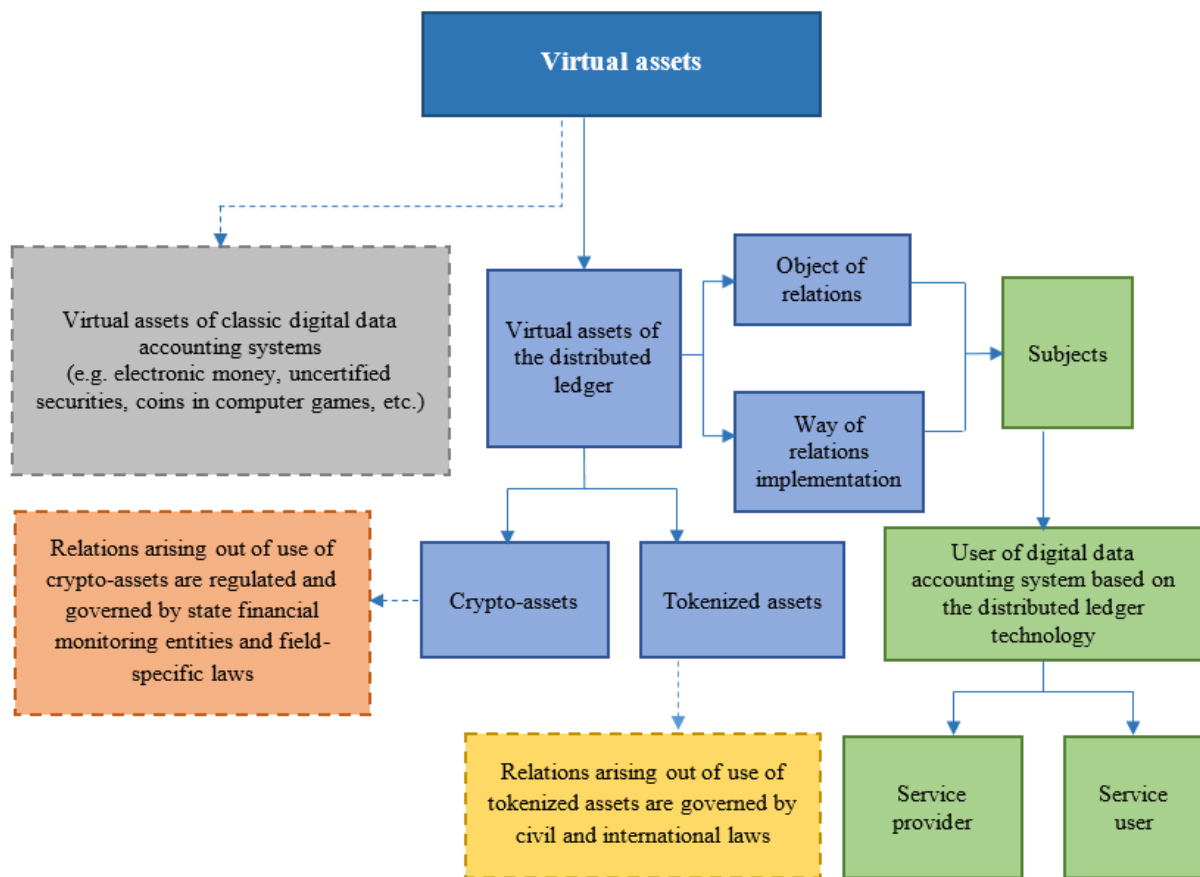 Virtual assets
Virtual assets of classic digital data
accounting systems
(e.g. electronic money, uncertified
securities, coins in computer games, etc.)
Virtual assets of
the distributed
ledger
Object of
relations
Way of
relations
implementation
Subjects
Relations arising out of use of
crypto-assets are regulated and
governed by state financial
monitoring entities and field-
specific laws
Crypto-assets
Tokenized assets
User of digital data
accounting system based on
the distributed ledger
technology
Relations arising out of use of
tokenized assets are governed by
civil and international laws
Service
provider
Service
user